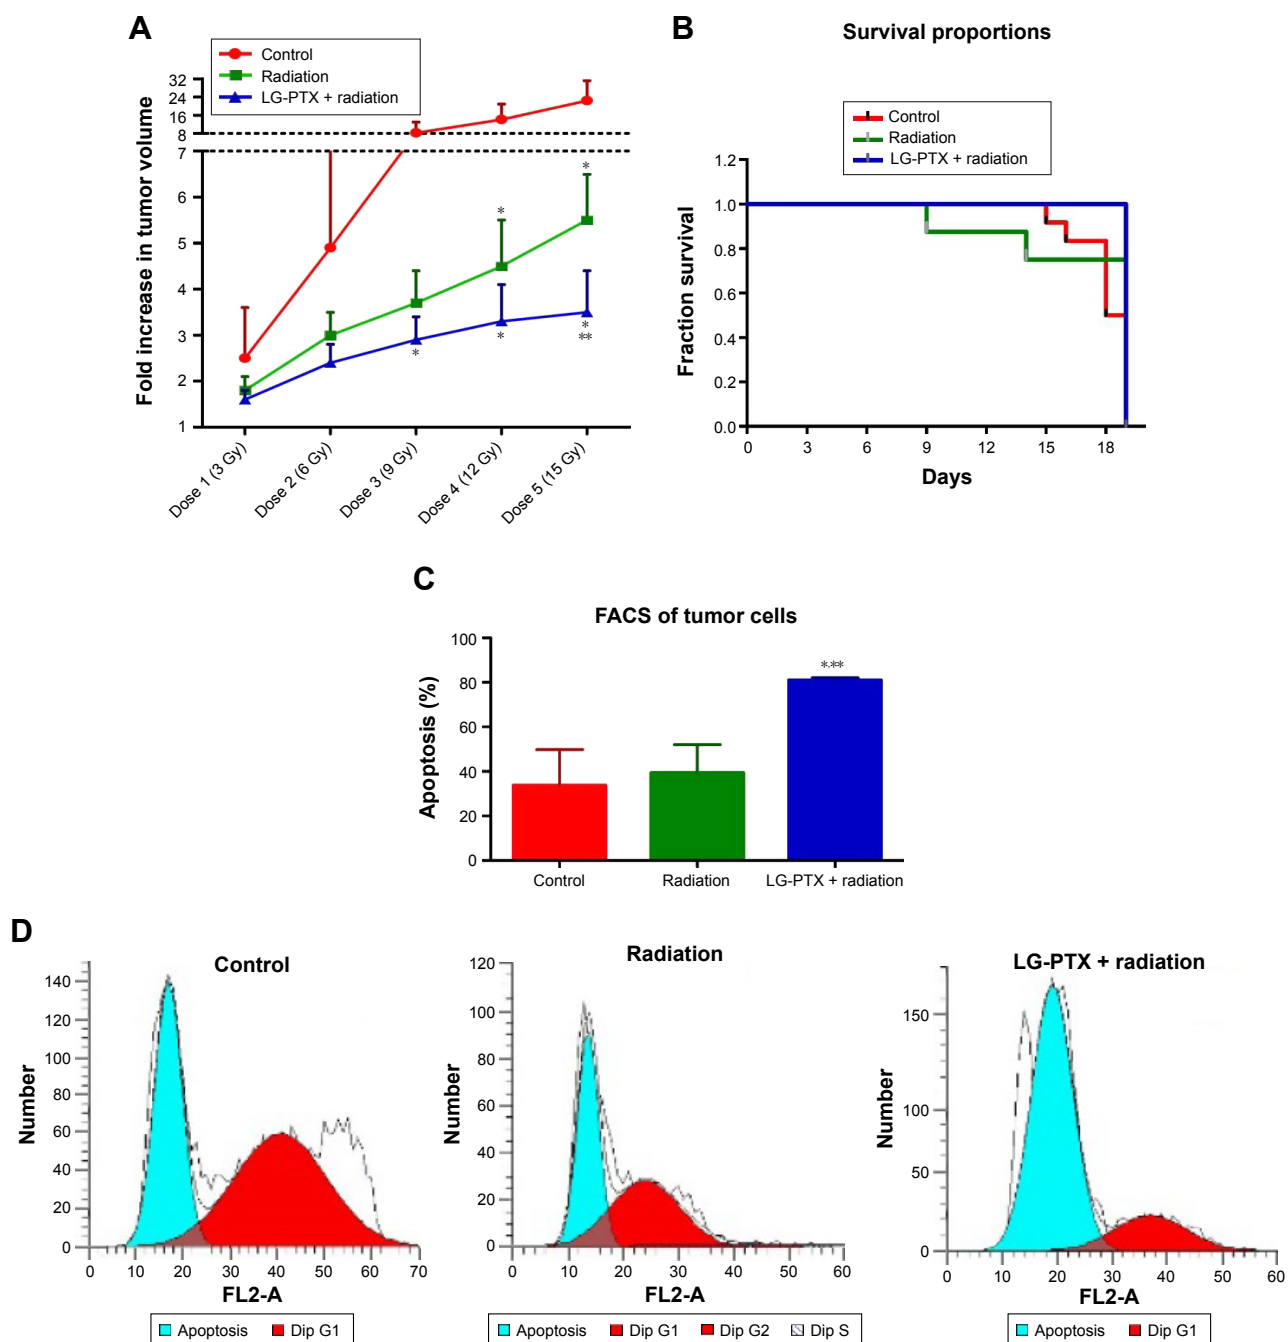 A
Control
Radiation
LG-PTX + radiation
32
24
16
8
7
6
5
4
3
2
1
Fold increase in tumor volume
*
*
*
*
*
**
Dose 1 (3 Gy)
Dose 2 (6 Gy)
Dose 3 (9 Gy)
Dose 4 (12 Gy)
Dose 5 (15 Gy)
B
Survival proportions
Control
Radiation
LG-PTX + radiation
1.2
1.0
0.8
0.6
0.4
0.2
0.0
Fraction survival
0 3 6 9 12 15 18
Days
C
FACS of tumor cells
100
80
60
40
20
0
Apoptosis (%)
*,**
Control
Radiation
LG-PTX + radiation
D
Control
140
120
100
80
60
40
20
0
Number
0 10 20 30 40 50 60 70
FL2-A
Apoptosis
Dip G1
Radiation
120
100
80
60
40
20
0
Number
0 10 20 30 40 50 60
FL2-A
Apoptosis
Dip G1
Dip G2
Dip S
LG-PTX + radiation
150
100
50
0
Number
0 10 20 30 40 50 60
FL2-A
Apoptosis
Dip G1